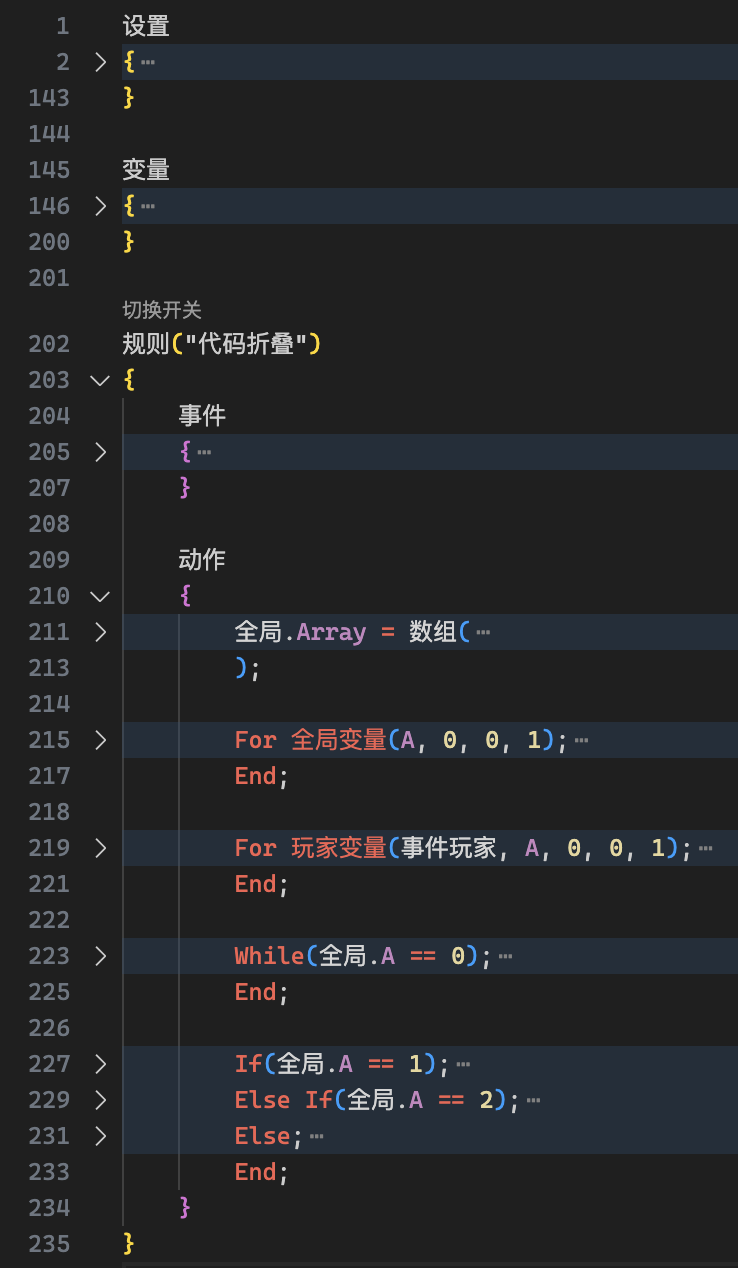 1 设置
2 > { ⋯
143 }
144
145 变量
146 > { ⋯
200 }
201
切换开关
202 规则("代码折叠")
203 {
204 事件
205 > { ⋯
207 }
208
209 动作
210 {
211 > 全局.Array = 数组( ⋯
213 );
214
215 > For 全局变量(A, 0, 0, 1); ⋯
217 End;
218
219 > For 玩家变量(事件玩家, A, 0, 0, 1); ⋯
221 End;
222
223 > While(全局.A == 0); ⋯
225 End;
226
227 > If(全局.A == 1); ⋯
229 > Else If(全局.A == 2); ⋯
231 > Else; ⋯
233 End;
234 }
235 }